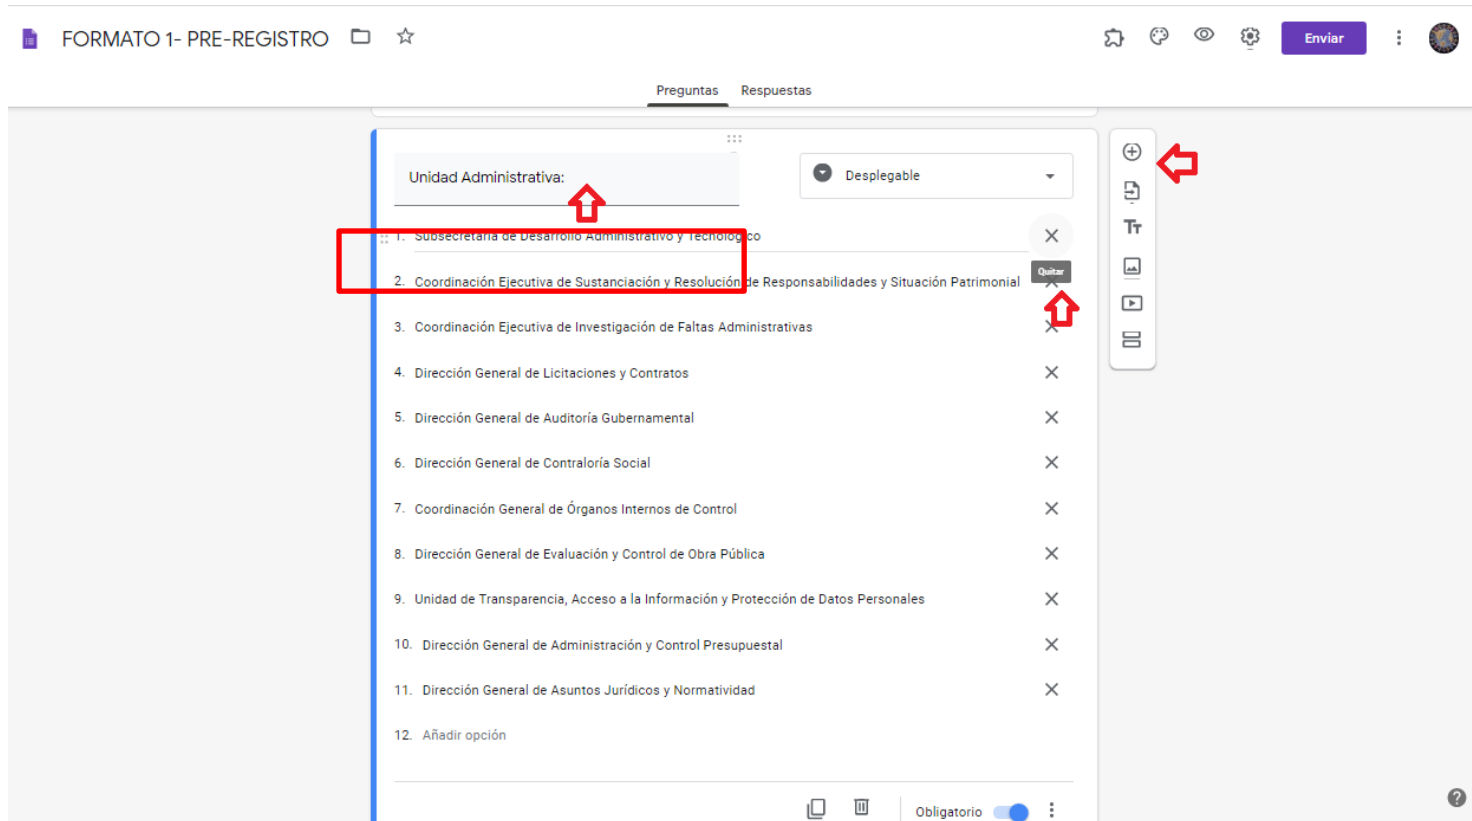 FORMATO 1- PRE-REGISTRO
Enviar
Preguntas Respuestas
Unidad Administrativa:
Desplegable
1. Subsecretaría de Desarrollo Administrativo y Tecnológico
Quitar
2. Coordinación Ejecutiva de Sustanciación y Resolución de Responsabilidades y Situación Patrimonial
3. Coordinación Ejecutiva de Investigación de Faltas Administrativas
4. Dirección General de Licitaciones y Contratos
5. Dirección General de Auditoría Gubernamental
6. Dirección General de Contraloría Social
7. Coordinación General de Órganos Internos de Control
8. Dirección General de Evaluación y Control de Obra Pública
9. Unidad de Transparencia, Acceso a la Información y Protección de Datos Personales
10. Dirección General de Administración y Control Presupuestal
11. Dirección General de Asuntos Jurídicos y Normatividad
12. Añadir opción
Obligatorio